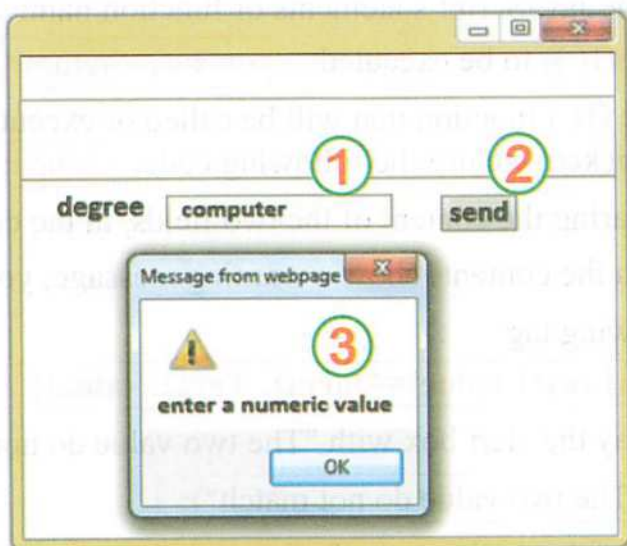 1
2
degree computer send
Message from webpage
3
enter a numeric value
OK